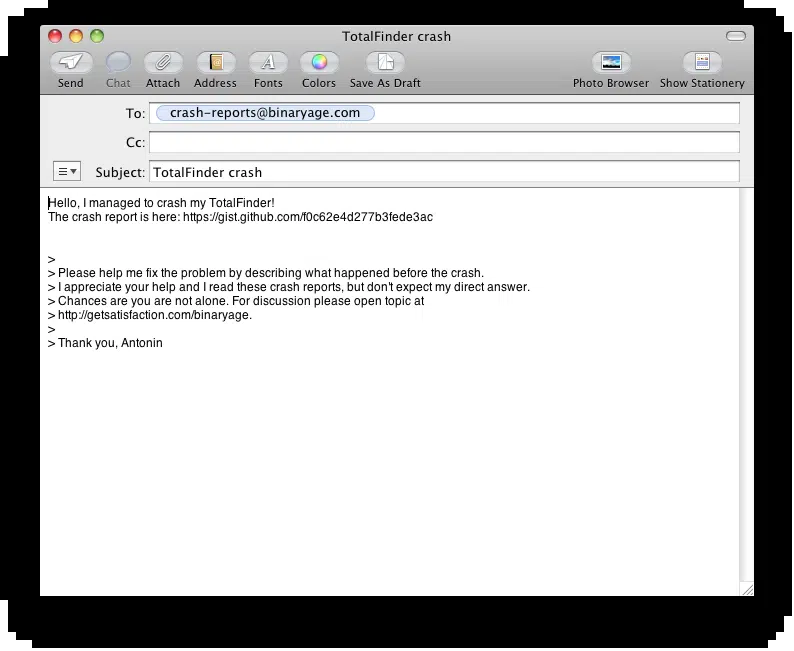 TotalFinder crash
Send Chat Attach Address Fonts Colors Save As Draft Photo Browser Show Stationery
To: crash-reports@binaryage.com
Cc:
Subject: TotalFinder crash
Hello, I managed to crash my TotalFinder!
The crash report is here: https://gist.github.com/f0c62e4d277b3fede3ac
>
> Please help me fix the problem by describing what happened before the crash.
> I appreciate your help and I read these crash reports, but don't expect my direct answer.
> Chances are you are not alone. For discussion please open topic at
> http://getsatisfaction.com/binaryage.
>
> Thank you, Antonin